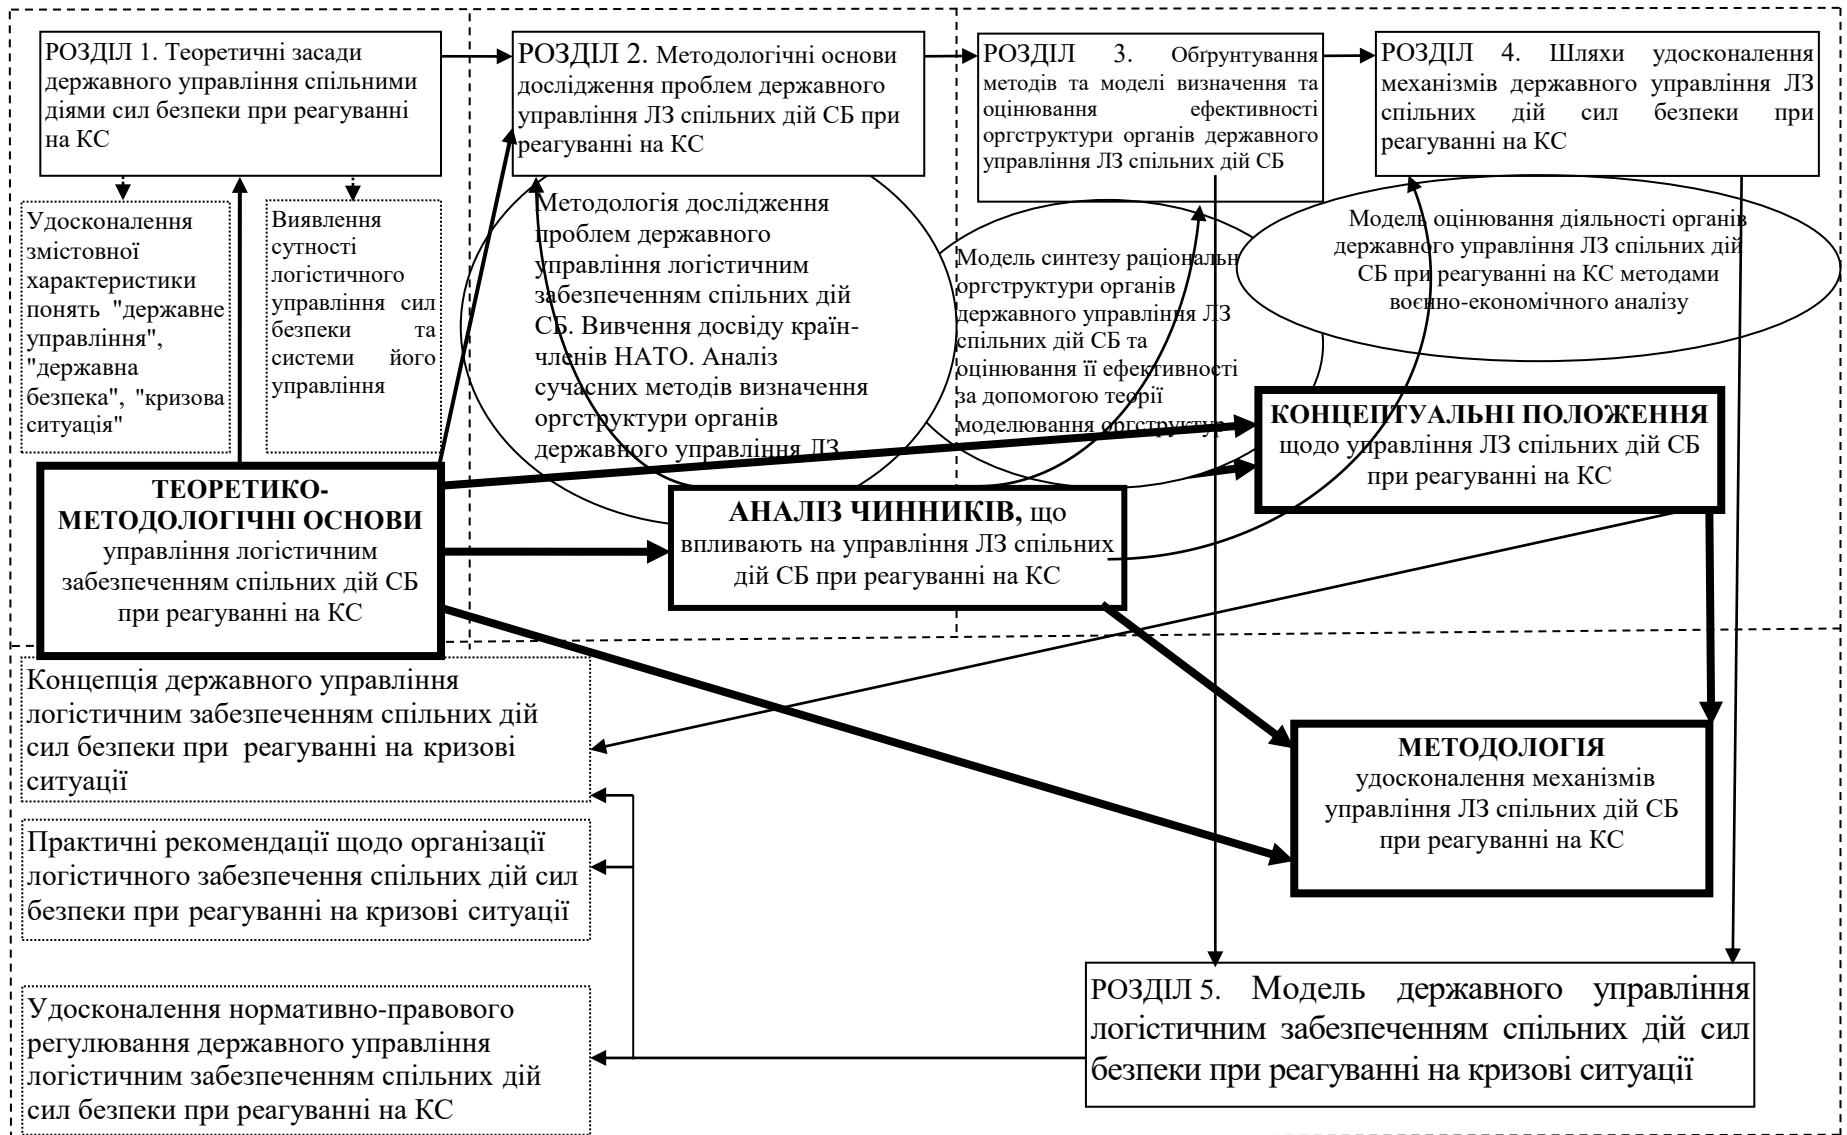 РОЗДІЛ 1. Теоретичні засади
державного управління спільними
діями сил безпеки при реагуванні
на КС
РОЗДІЛ 2. Методологічні основи
дослідження проблем державного
управління ЛЗ спільних дій СБ при
реагуванні на КС
РОЗДІЛ 3. Обґрунтування
методів та моделі визначення та
оцінювання ефективності
оргструктури органів державного
управління ЛЗ спільних дій СБ
РОЗДІЛ 4. Шляхи удосконалення
механізмів державного управління ЛЗ
спільних дій сил безпеки при
реагуванні на КС
Удосконалення
змістовної
характеристики
понять "державне
управління",
"державна
безпека", "кризова
ситуація"
Виявлення
сутності
логістичного
управління сил
безпеки та
системи його
управління
Методологія дослідження
проблем державного
управління логістичним
забезпеченням спільних дій
СБ. Вивчення досвіду країн-
членів НАТО. Аналіз
сучасних методів визначення
оргструктури органів
державного управління ЛЗ
Модель синтезу раціональн
оргструктури органів
державного управління ЛЗ
спільних дій СБ та
оцінювання її ефективності
за допомогою теорії
моделювання оргструктур
Модель оцінювання діяльності органів
державного управління ЛЗ спільних дій
СБ при реагуванні на КС методами
воєнно-економічного аналізу
КОНЦЕПТУАЛЬНІ ПОЛОЖЕННЯ
щодо управління ЛЗ спільних дій СБ
при реагуванні на КС
ТЕОРЕТИКО-
МЕТОДОЛОГІЧНІ ОСНОВИ
управління логістичним
забезпеченням спільних дій СБ
при реагуванні на КС
АНАЛІЗ ЧИННИКІВ, що
впливають на управління ЛЗ спільних
дій СБ при реагуванні на КС
Концепція державного управління
логістичним забезпеченням спільних дій
сил безпеки при реагуванні на кризові
ситуації
МЕТОДОЛОГІЯ
удосконалення механізмів
управління ЛЗ спільних дій СБ
при реагуванні на КС
Практичні рекомендації щодо організації
логістичного забезпечення спільних дій сил
безпеки при реагуванні на кризові ситуації
РОЗДІЛ 5. Модель державного управління
логістичним забезпеченням спільних дій сил
безпеки при реагуванні на кризові ситуації
Удосконалення нормативно-правового
регулювання державного управління
логістичним забезпеченням спільних дій
сил безпеки при реагуванні на КС